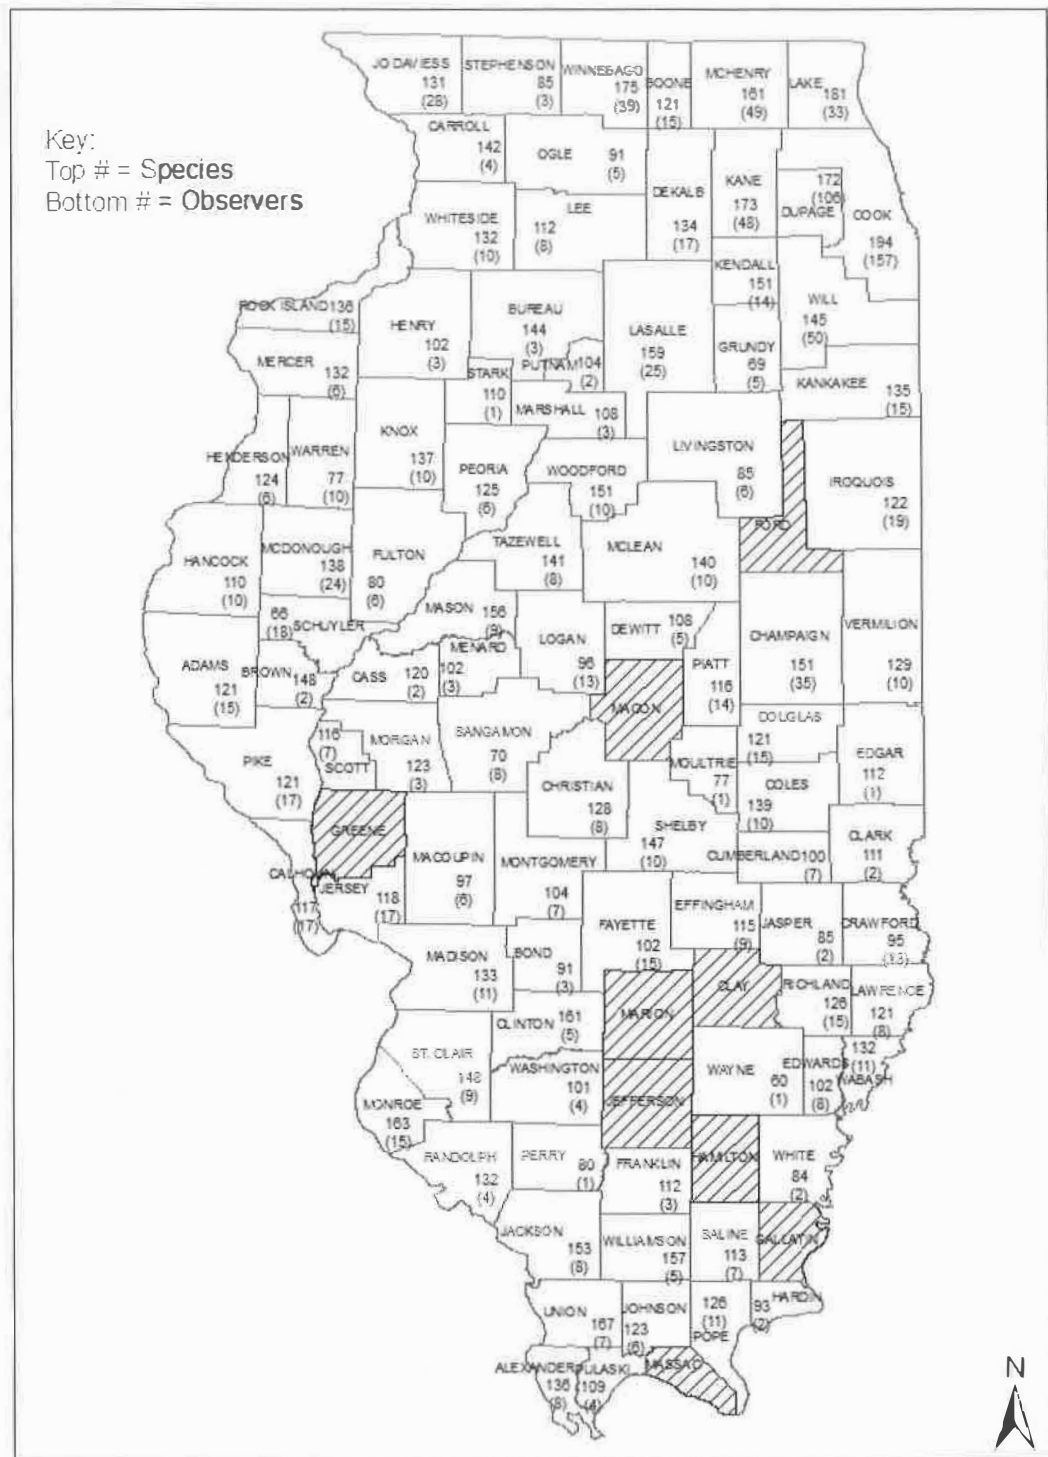 Key:
Top # = Species
Bottom # = Observers
JO DAVIESS
131
(28)
STEPHENSON
85
(3)
WINNEBAGO
175
(39)
BOONE
121
(15)
MCHENRY
161
(49)
LAKE
181
(33)
CARROLL
142
(4)
OGLE
91
(5)
DEKALB
134
(17)
KANE
173
(48)
172
(106)
DUPAGE
COOK
194
(157)
WHITESIDE
132
(10)
LEE
112
(8)
KENDALL
151
(14)
WILL
145
(50)
ROCK ISLAND 136
(15)
HENRY
102
(3)
BUREAU
144
(3)
PUTNAM 104
(2)
LASALLE
159
(25)
GRUNDY
69
(5)
KANKAKEE
135
(15)
MERCER
132
(6)
STARK
110
(1)
MARSHALL 108
(3)
HENDERSON
124
(6)
WARREN
77
(10)
KNOX
137
(10)
PEORIA
125
(6)
WOODFORD
151
(10)
LIVINGSTON
85
(6)
FORD
IROQUOIS
122
(19)
HANCOCK
110
(10)
MCDONOUGH
138
(24)
FULTON
80
(6)
TAZEWELL
141
(8)
MCLEAN
140
(10)
66
(18)
SCHUYLER
MASON 156
(9)
LOGAN
96
(13)
DEWITT 108
(5)
CHAMPAIGN
151
(35)
VERMILION
129
(10)
ADAMS
121
(15)
BROWN 148
(2)
CASS 120
(2)
MENARD
102
(3)
MACON
PIATT
116
(14)
PIKE
121
(17)
116
(7)
SCOTT
MORGAN
123
(3)
SANGAMON
70
(8)
CHRISTIAN
128
(8)
MOULTRIE
77
(1)
DOUGLAS
121
(15)
EDGAR
112
(1)
COLES
139
(10)
GREENE
MACOUPIN
97
(6)
MONTGOMERY
104
(7)
SHELBY
147
(10)
CUMBERLAND 100
(7)
CLARK
111
(2)
CALHOUN
117
(17)
JERSEY
118
(17)
FAYETTE
102
(15)
EFFINGHAM
115
(9)
JASPER
85
(2)
CRAWFORD
95
(13)
MADISON
133
(11)
BOND
91
(3)
MARION
CLAY
RICHLAND
126
(15)
LAWRENCE
121
(8)
ST. CLAIR
148
(9)
CLINTON 161
(5)
WASHINGTON
101
(4)
JEFFERSON
WAYNE
60
(1)
EDWARDS
102
(8)
132
(11)
WABASH
MONROE
163
(15)
RANDOLPH
132
(4)
PERRY
80
(1)
FRANKLIN
112
(3)
HAMILTON
WHITE
84
(2)
JACKSON
153
(8)
WILLIAMSON
157
(5)
SALINE
113
(7)
GALLATIN
UNION
167
(7)
JOHNSON
123
(6)
126
(11)
POPE
93
(2)
HARDIN
ALEXANDER
136
(8)
PULASKI
109
(4)
MASSAC
N